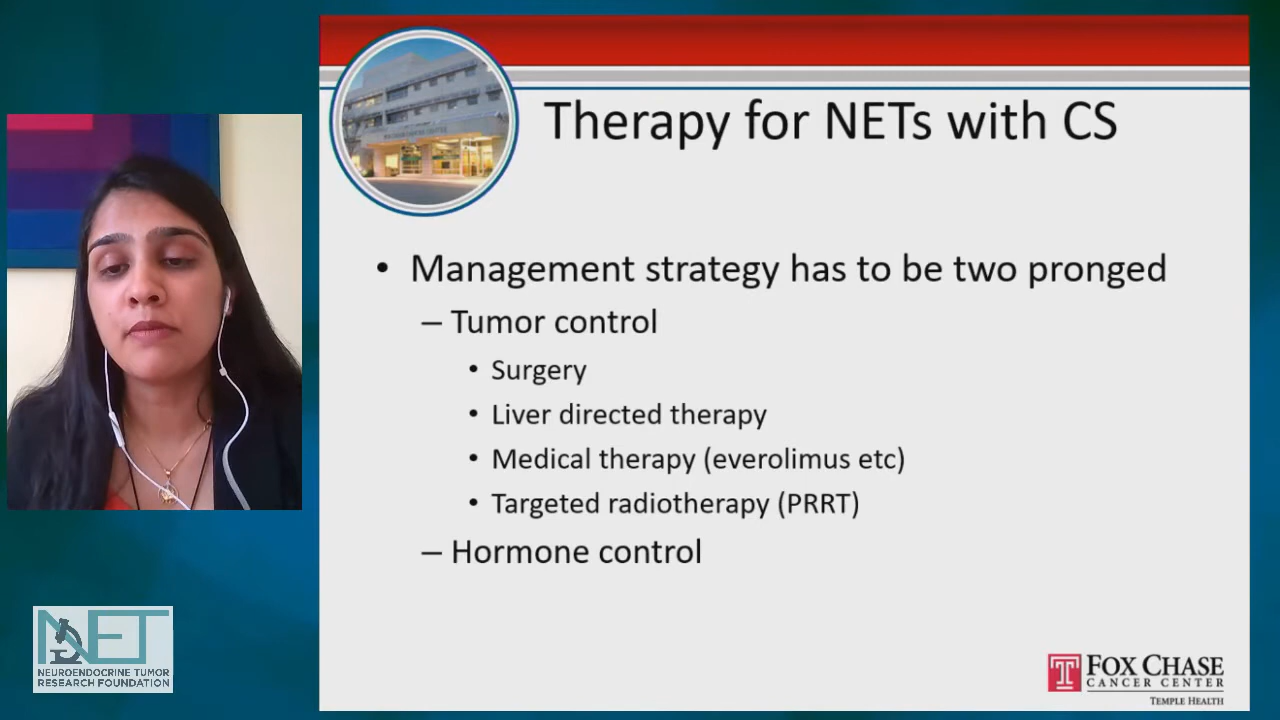 Therapy for NETs with CS
• Management strategy has to be two pronged
– Tumor control
• Surgery
• Liver directed therapy
• Medical therapy (everolimus etc)
• Targeted radiotherapy (PRRT)
– Hormone control
NET
NEUROENDOCRINE TUMOR
RESEARCH FOUNDATION
FOX CHASE
CANCER CENTER
TEMPLE HEALTH